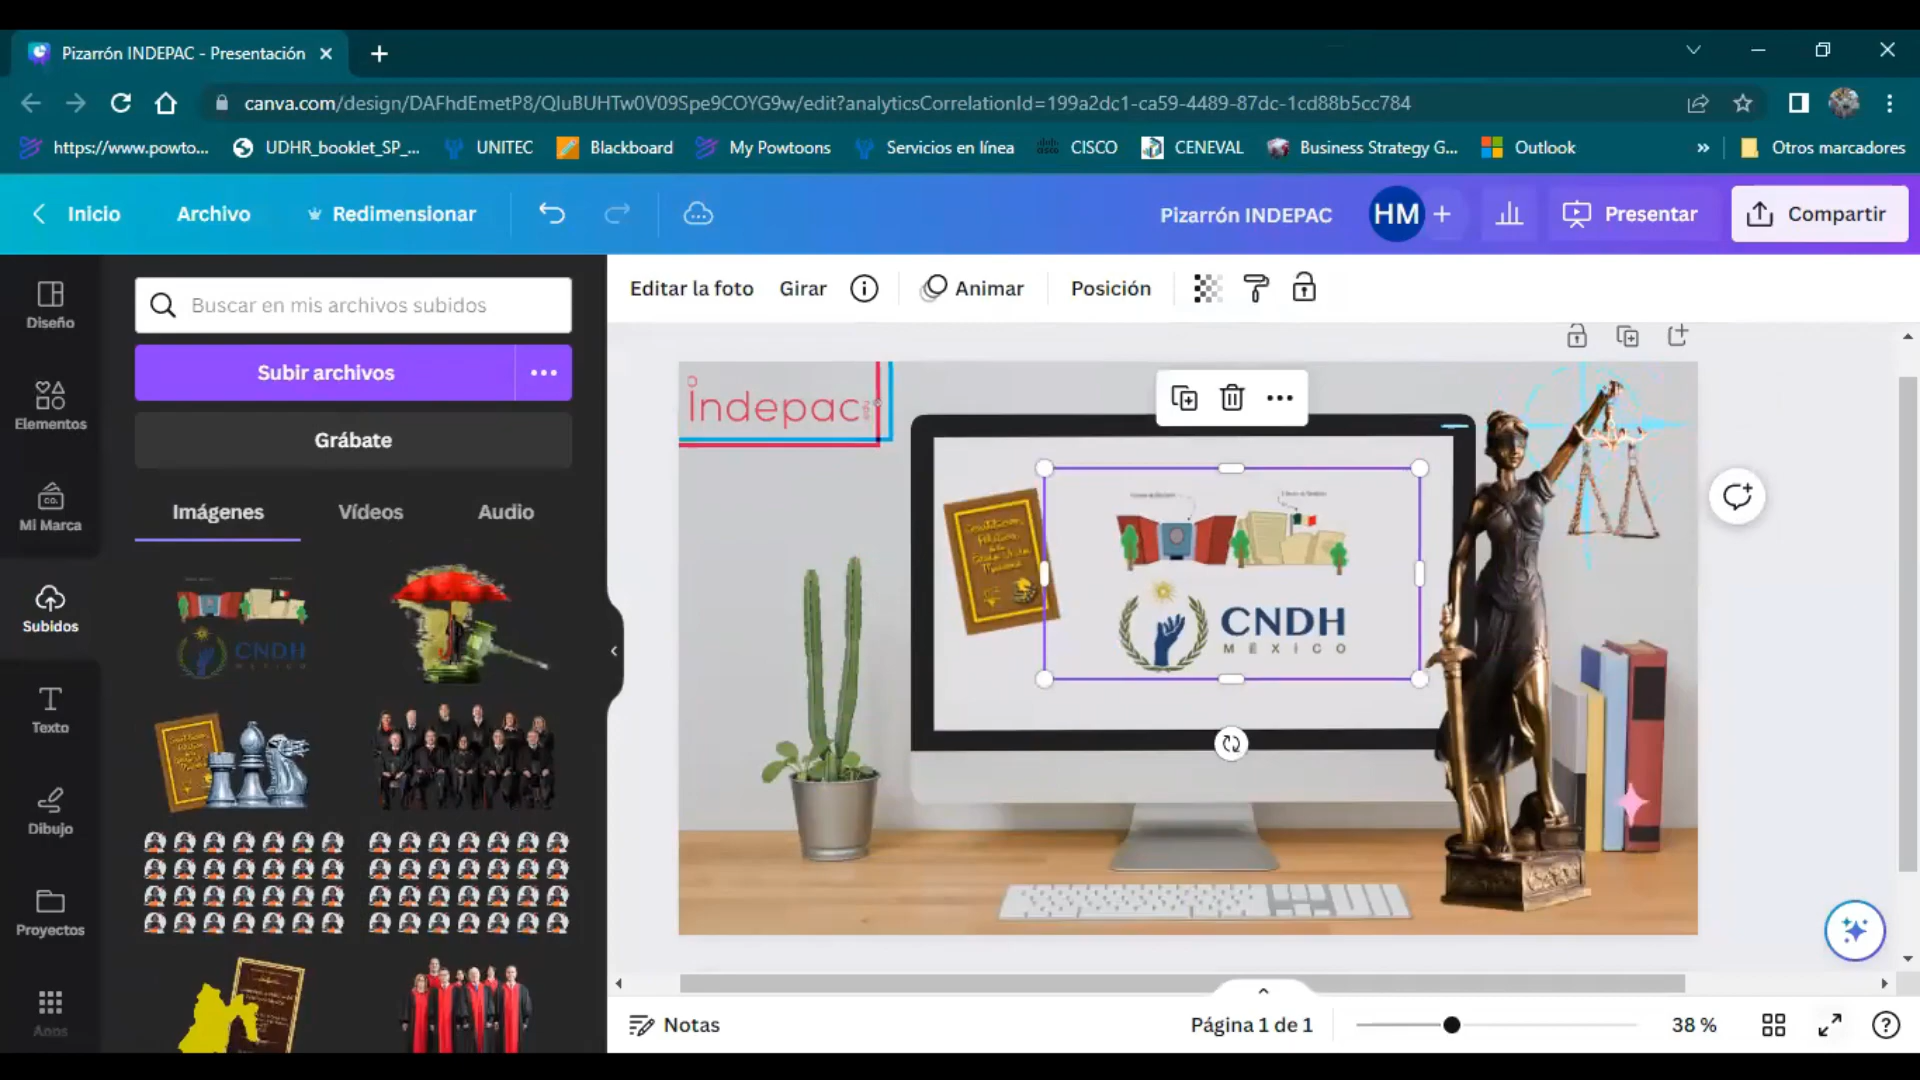 Pizarrón INDEPAC - Presentación
canva.com/design/DAFhdEmetP8/QIuBUHTw0V09Spe9COYG9w/edit?analyticsCorrelationId=199a2dc1-ca59-4489-87dc-1cd88b5cc784
https://www.powto... UDHR_booklet_SP_... UNITEC Blackboard My Powtoons Servicios en línea CISCO CENEVAL Business Strategy G... Outlook » Otros marcadores
Inicio Archivo Redimensionar Pizarrón INDEPAC HM + Presentar Compartir
Editar la foto Girar Animar Posición
Buscar en mis archivos subidos
Subir archivos
Grábate
Imágenes Vídeos Audio
Diseño
Elementos
Mi Marca
Subidos
Texto
Dibujo
Proyectos
Apps
CNDH
indepac
CNDH
MÉXICO
Notas Página 1 de 1 38 %